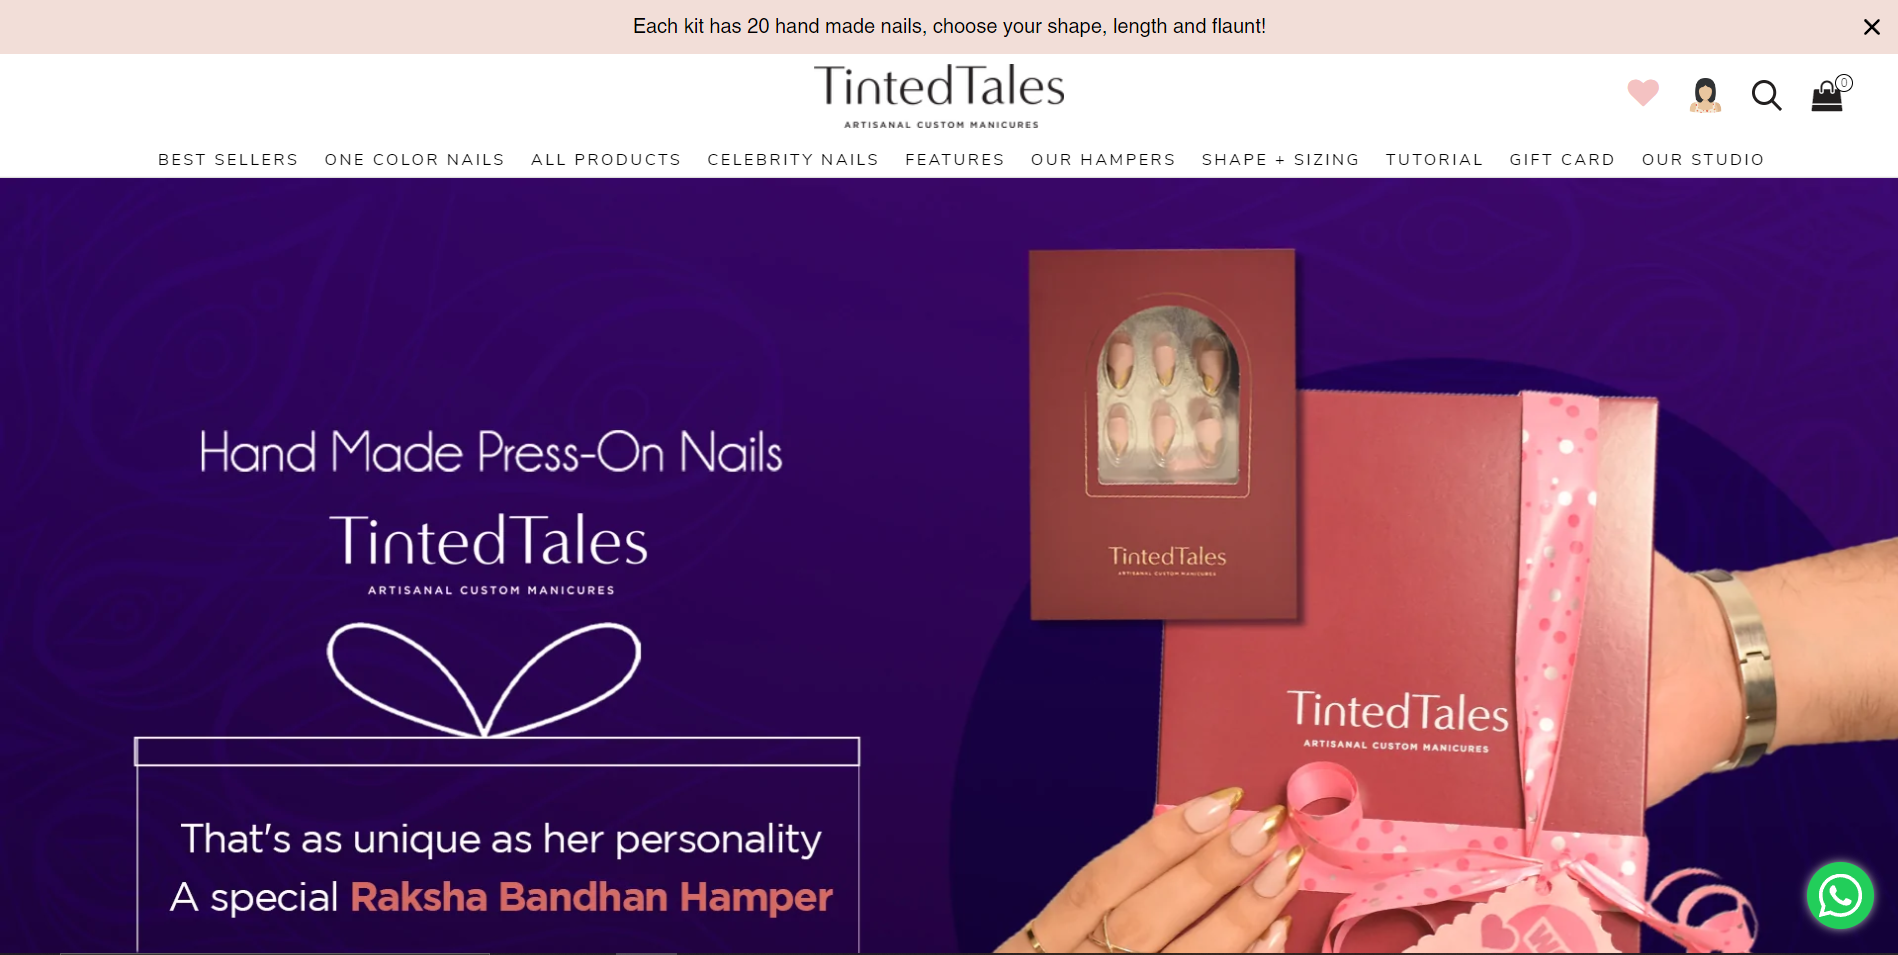 Each kit has 20 hand made nails, choose your shape, length and flaunt!
TintedTales
ARTISANAL CUSTOM MANICURES
0
BEST SELLERS ONE COLOR NAILS ALL PRODUCTS CELEBRITY NAILS FEATURES OUR HAMPERS SHAPE + SIZING TUTORIAL GIFT CARD OUR STUDIO
Hand Made Press-On Nails
TintedTales
ARTISANAL CUSTOM MANICURES
That's as unique as her personality
A special Raksha Bandhan Hamper
TintedTales
ARTISANAL CUSTOM MANICURES
TintedTales
ARTISANAL CUSTOM MANICURES